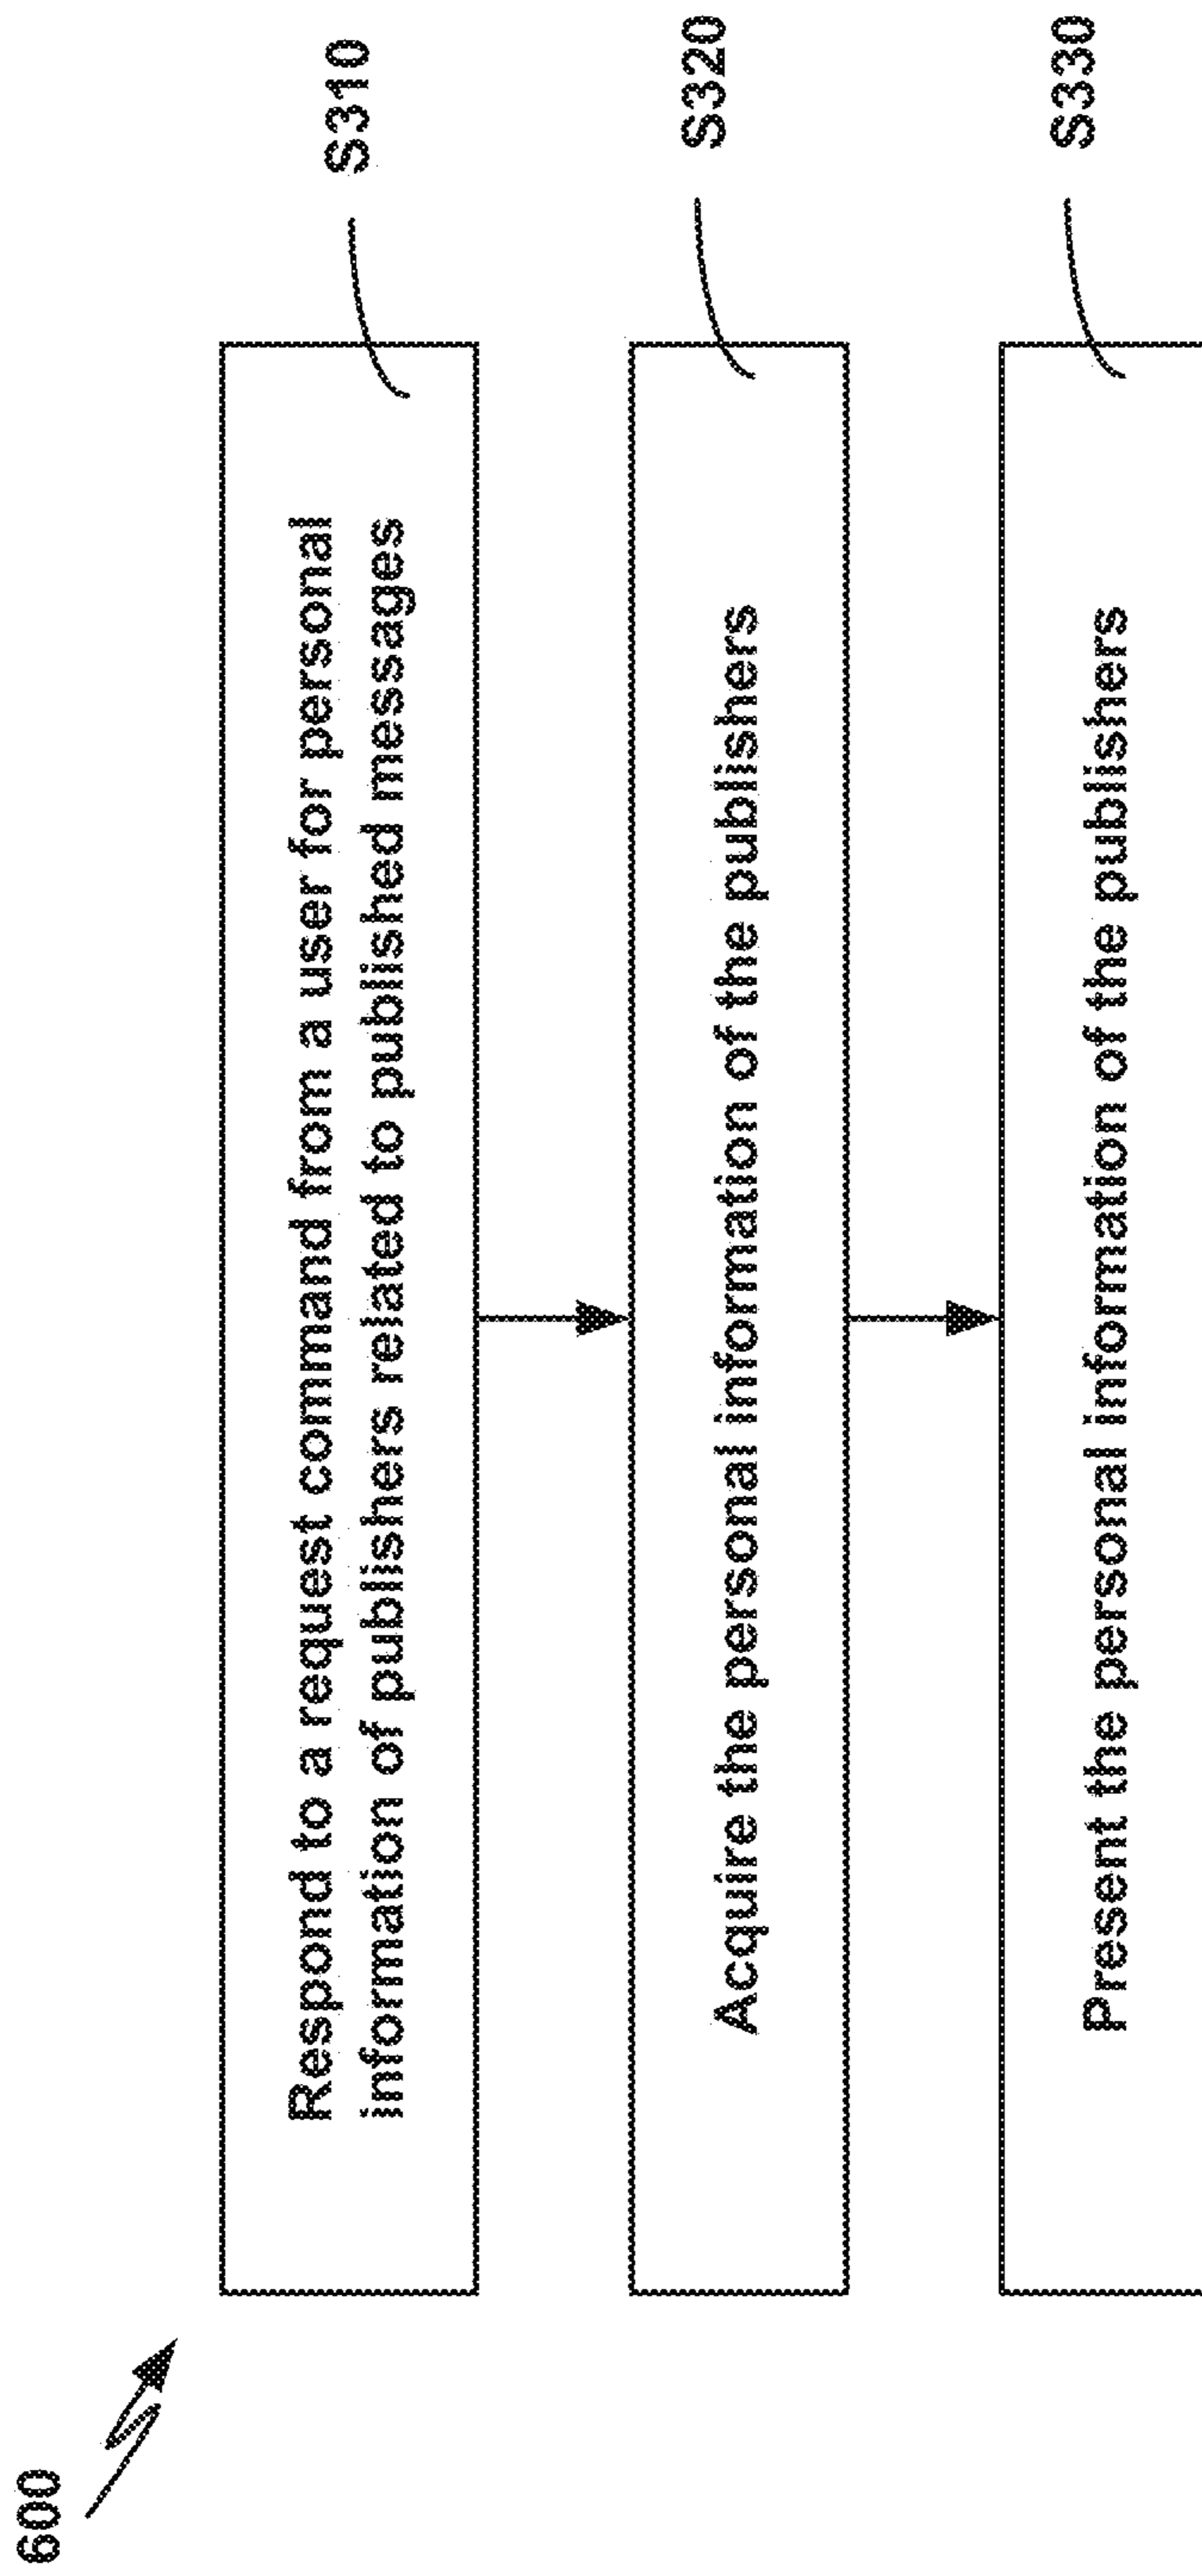 600
Respond to a request command from a user for personal
information of publishers related to published messages
S310
Acquire the personal information of the publishers
S320
Present the personal information of the publishers
S330